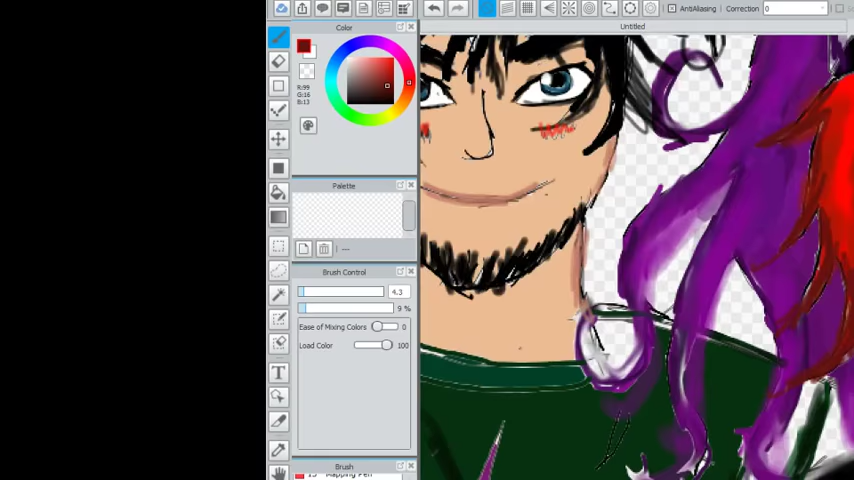 AntiAliasing Correction 0
Untitled
Color
R:99
G:16
B:13
Palette
---
Brush Control
4.3
9 %
Ease of Mixing Colors 0
Load Color 100
Brush
15 Mapping Pen